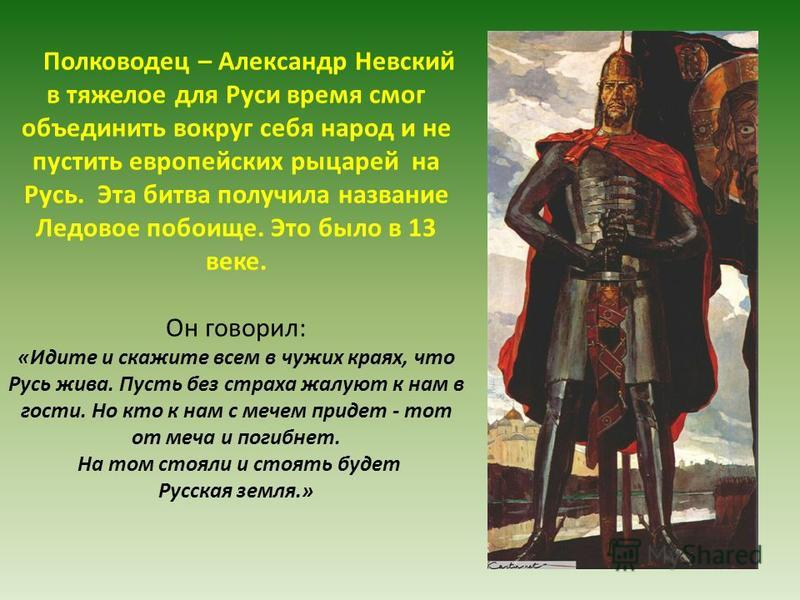 Полководец – Александр Невский
в тяжелое для Руси время смог
объединить вокруг себя народ и не
пустить европейских рыцарей на
Русь. Эта битва получила название
Ледовое побоище. Это было в 13
веке.
Он говорил:
«Идите и скажите всем в чужих краях, что
Русь жива. Пусть без страха жалуют к нам в
гости. Но кто к нам с мечем придет - тот
от меча и погибнет.
На том стояли и стоять будет
Русская земля.»
MyShared